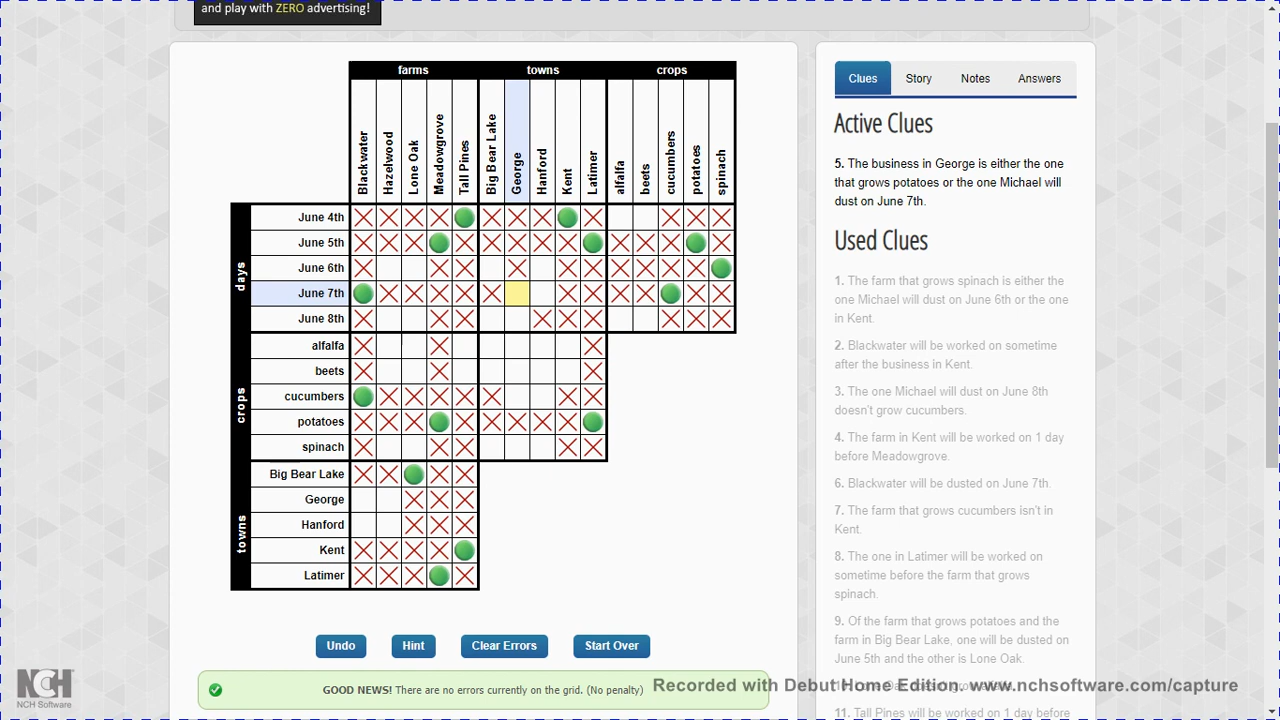 and play with ZERO advertising!
farms towns crops
Blackwater Hazelwood Lone Oak Meadowgrove Tall Pines Big Bear Lake George Hanford Kent Latimer alfalfa beets cucumbers potatoes spinach
days
June 4th
June 5th
June 6th
June 7th
June 8th
crops
alfalfa
beets
cucumbers
potatoes
spinach
towns
Big Bear Lake
George
Hanford
Kent
Latimer
Undo Hint Clear Errors Start Over
GOOD NEWS! There are no errors currently on the grid. (No penalty)
Clues Story Notes Answers
Active Clues
5. The business in George is either the one
that grows potatoes or the one Michael will
dust on June 7th.
Used Clues
1. The farm that grows spinach is either the
one Michael will dust on June 6th or the one
in Kent.
2. Blackwater will be worked on sometime
after the business in Kent.
3. The one Michael will dust on June 8th
doesn't grow cucumbers.
4. The farm in Kent will be worked on 1 day
before Meadowgrove.
6. Blackwater will be dusted on June 7th.
7. The farm that grows cucumbers isn't in
Kent.
8. The one in Latimer will be worked on
sometime before the farm that grows
spinach.
9. Of the farm that grows potatoes and the
farm in Big Bear Lake, one will be dusted on
June 5th and the other is Lone Oak.
11. Tall Pines will be worked on 1 day before
NCH
NCH Software
Recorded with Debut Home Edition. www.nchsoftware.com/capture